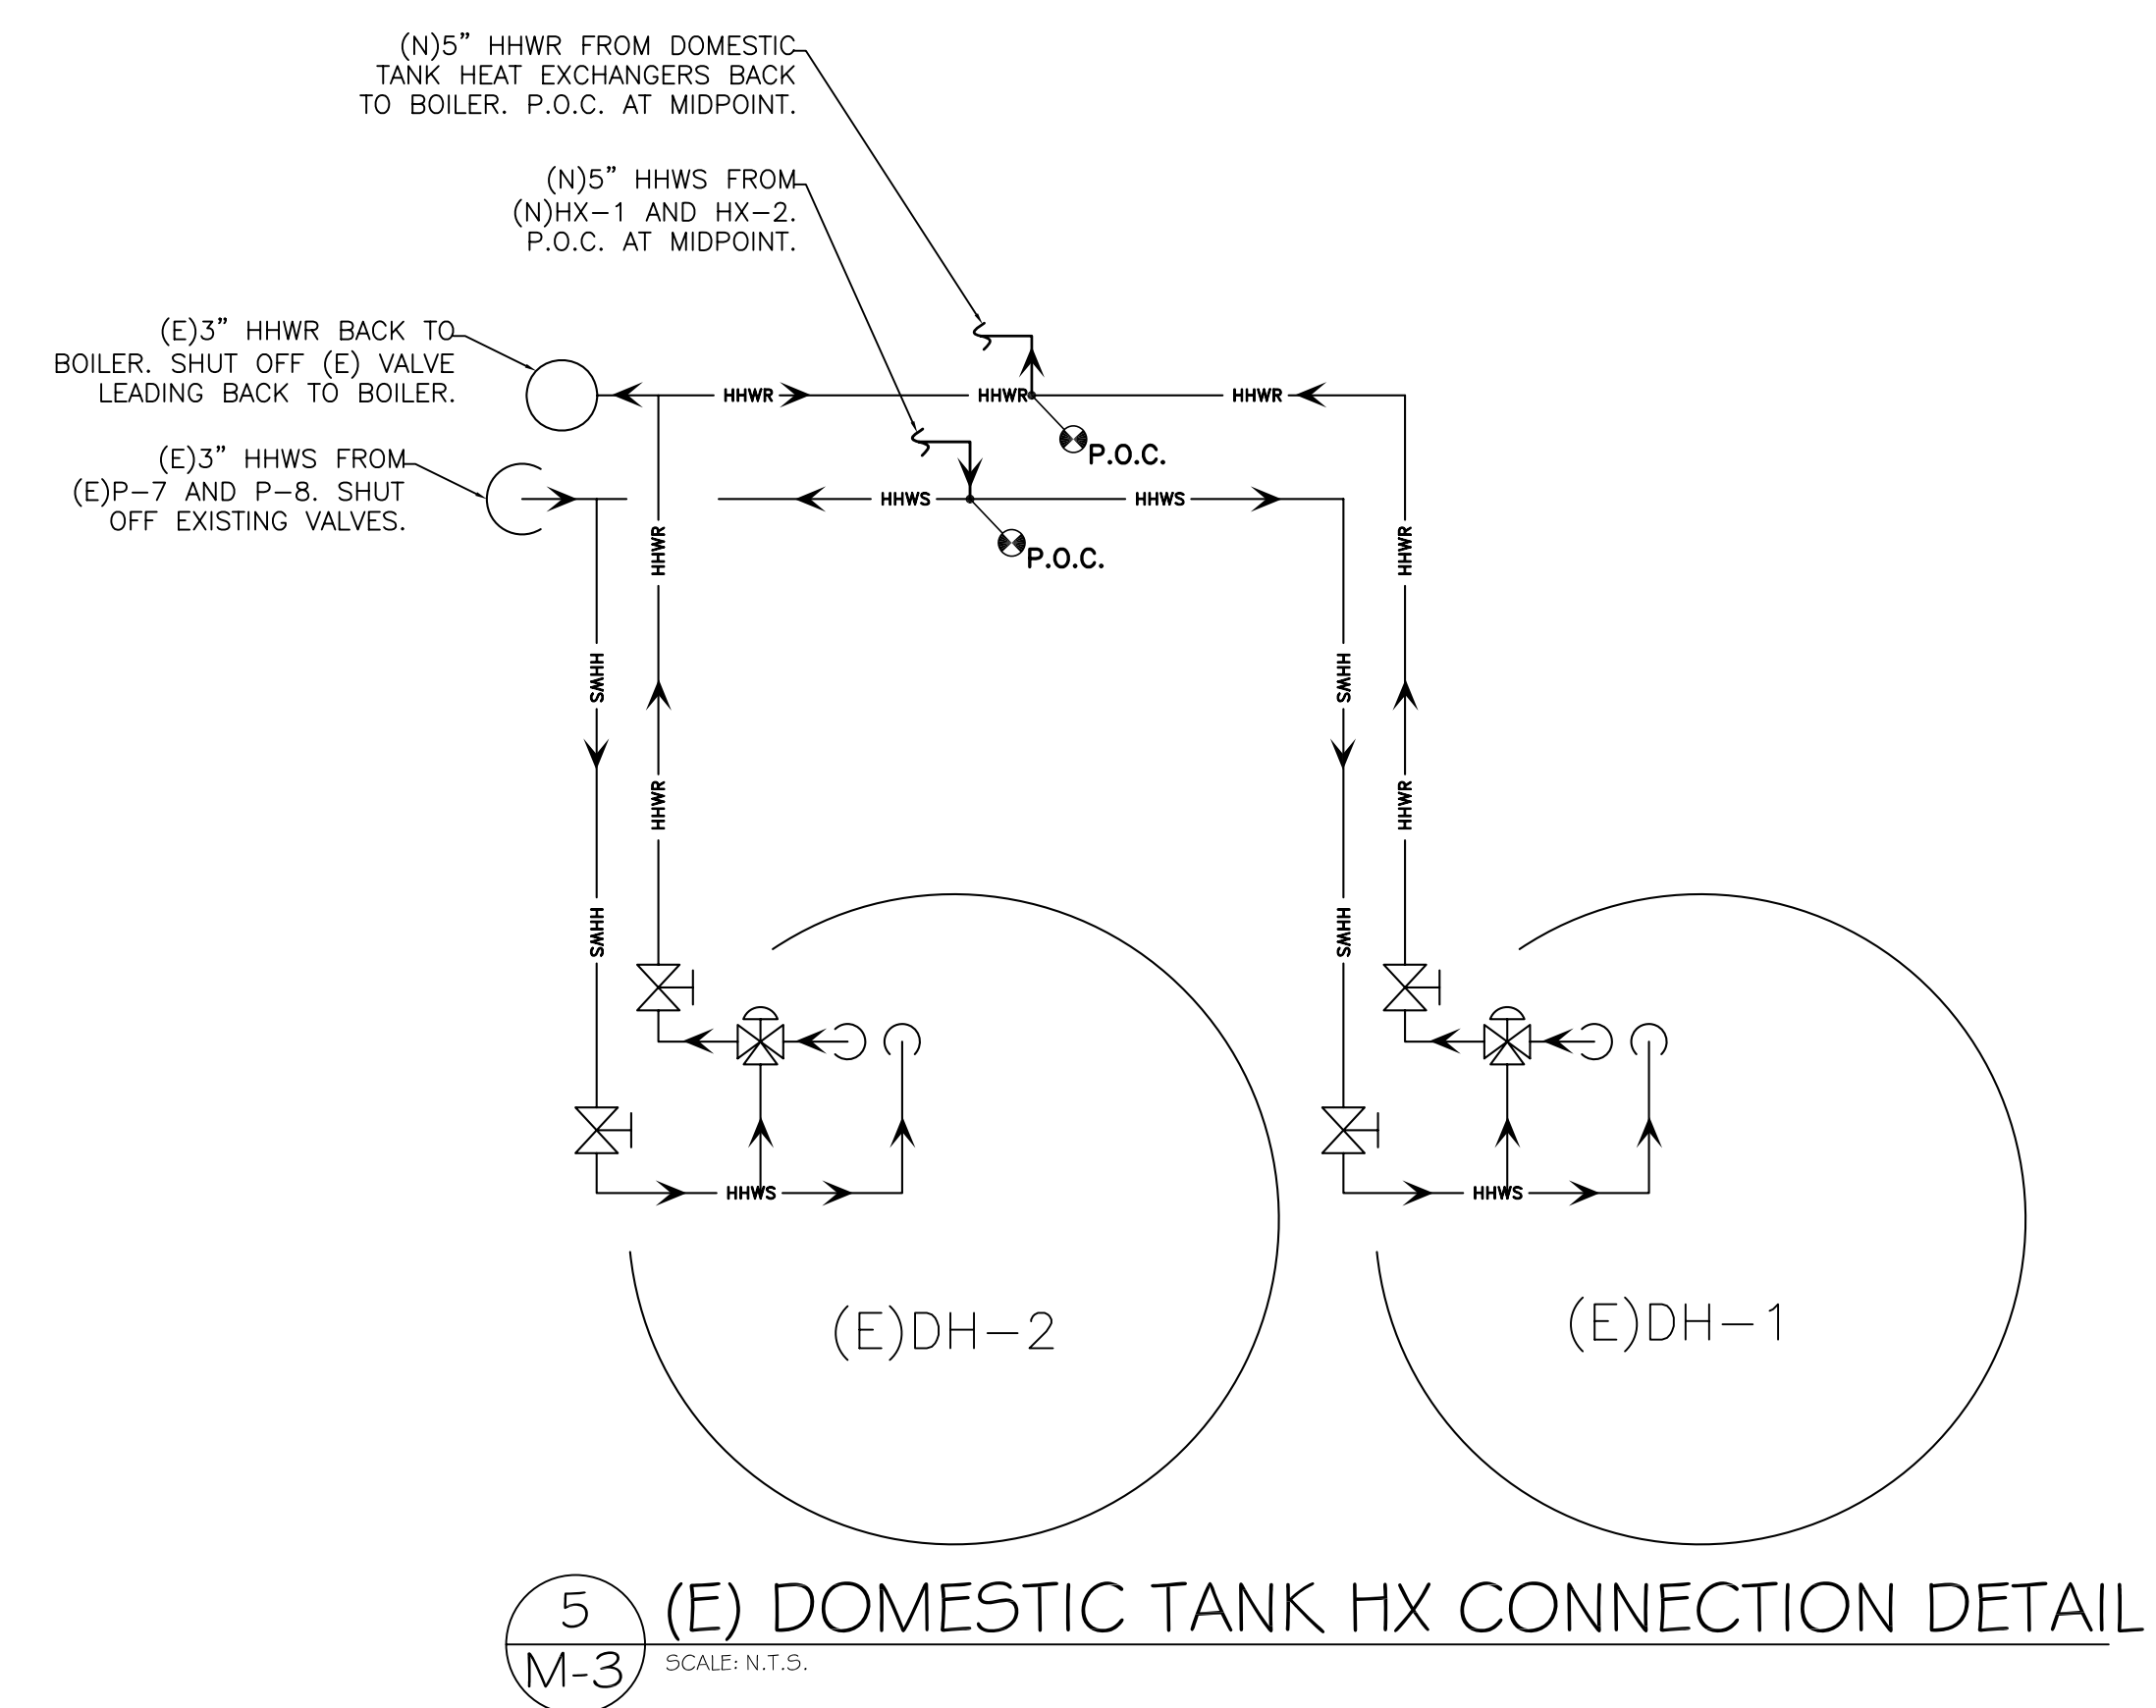 (N)5" HHWR FROM DOMESTIC
TANK HEAT EXCHANGERS BACK
TO BOILER. P.O.C. AT MIDPOINT.
(N)5" HHWS FROM
(N)HX-1 AND HX-2.
P.O.C. AT MIDPOINT.
(E)3" HHWR BACK TO
BOILER. SHUT OFF (E) VALVE
LEADING BACK TO BOILER.
(E)3" HHWS FROM
(E)P-7 AND P-8. SHUT
OFF EXISTING VALVES.
HHWR
HHWR
HHWR
P.O.C.
HHWS
HHWS
P.O.C.
HHWR
HHWR
HHWS
HHWS
HHWR
HHWR
HHWS
HHWS
HHWS
HHWS
(E)DH-2
(E)DH-1
5
M-3
(E) DOMESTIC TANK HX CONNECTION DETAIL
SCALE: N.T.S.